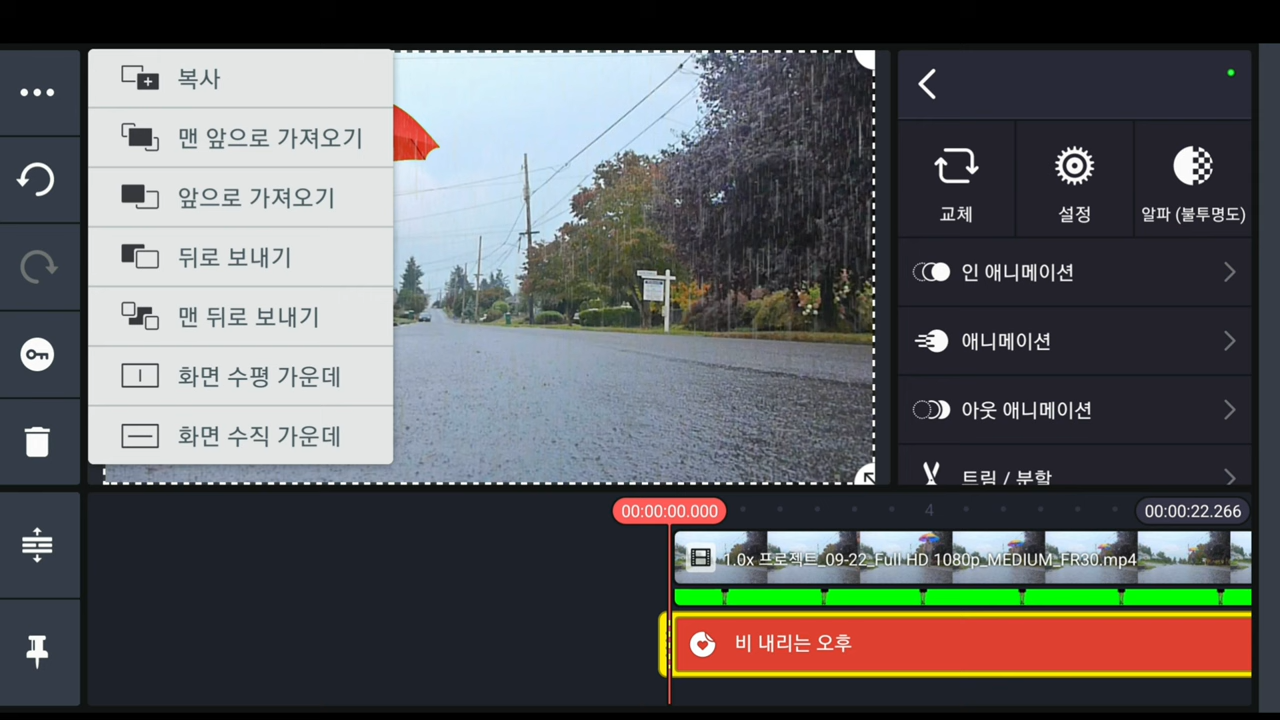 복사
맨 앞으로 가져오기
앞으로 가져오기
뒤로 보내기
맨 뒤로 보내기
화면 수평 가운데
화면 수직 가운데
교체
설정
알파 (불투명도)
인 애니메이션
애니메이션
아웃 애니메이션
트림 / 분할
00:00:00.000
4
00:00:22.266
1.0x 프로젝트_09-22_Full HD 1080p_MEDIUM_FR30.mp4
비 내리는 오후